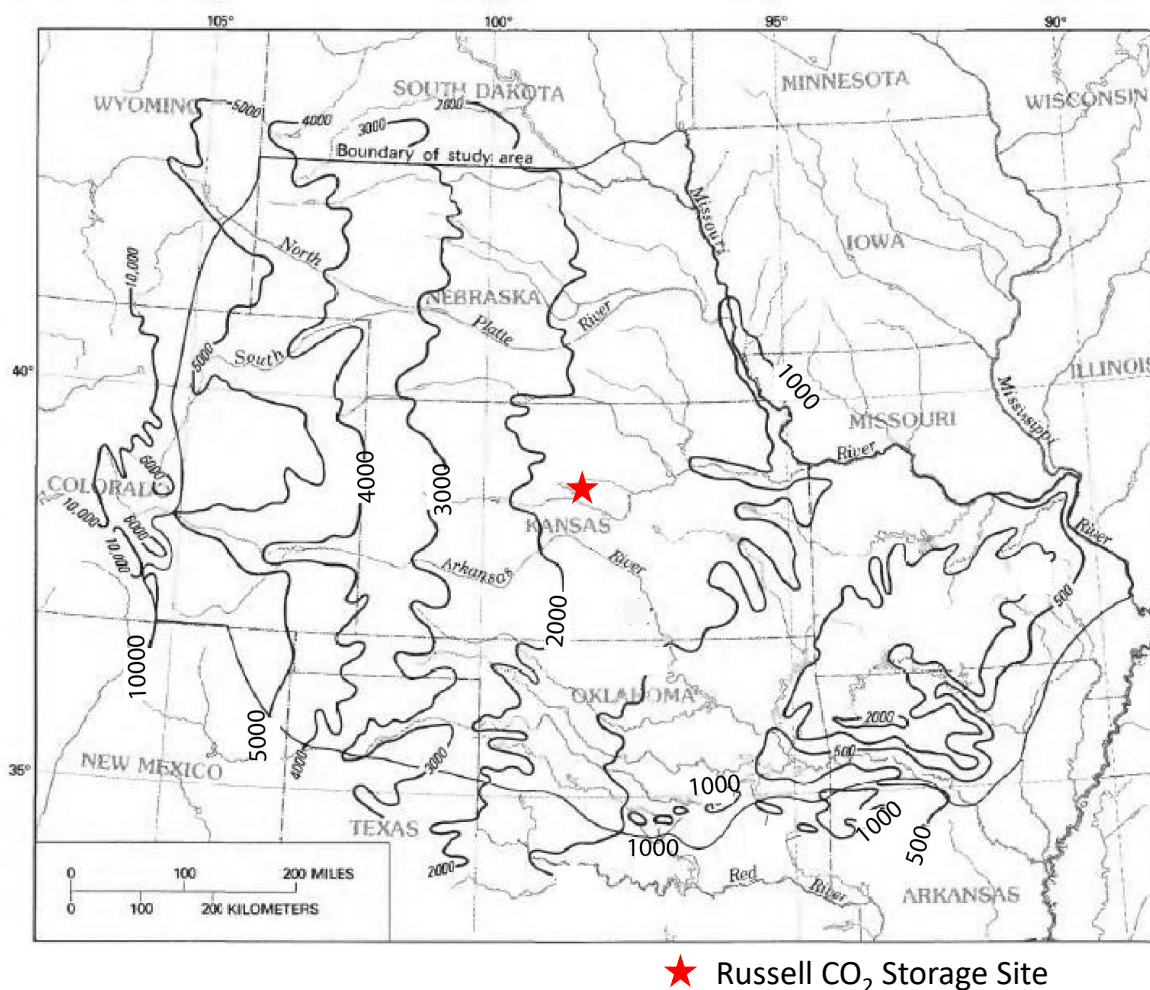 105°
100°
95°
90°
SOUTH DAKOTA
MINNESOTA
WYOMING
5000
4000
3000
2000
WISCONSIN
Boundary of study area
Missouri
IOWA
North
10,000
NEBRASKA
Platte
River
5000
South
40°
ILLINOIS
1000
Mississippi
MISSOURI
River
6000
4000
3000
COLORADO
10,000
6000
KANSAS
River
10,000
Arkansas
River
2000
500
10000
OKLAHOMA
2000
5000
4000
3000
500
35°
NEW MEXICO
1000
TEXAS
1000
1000
500
2000
Red
River
ARKANSAS
0 100 200 MILES
0 100 200 KILOMETERS
Russell CO₂ Storage Site